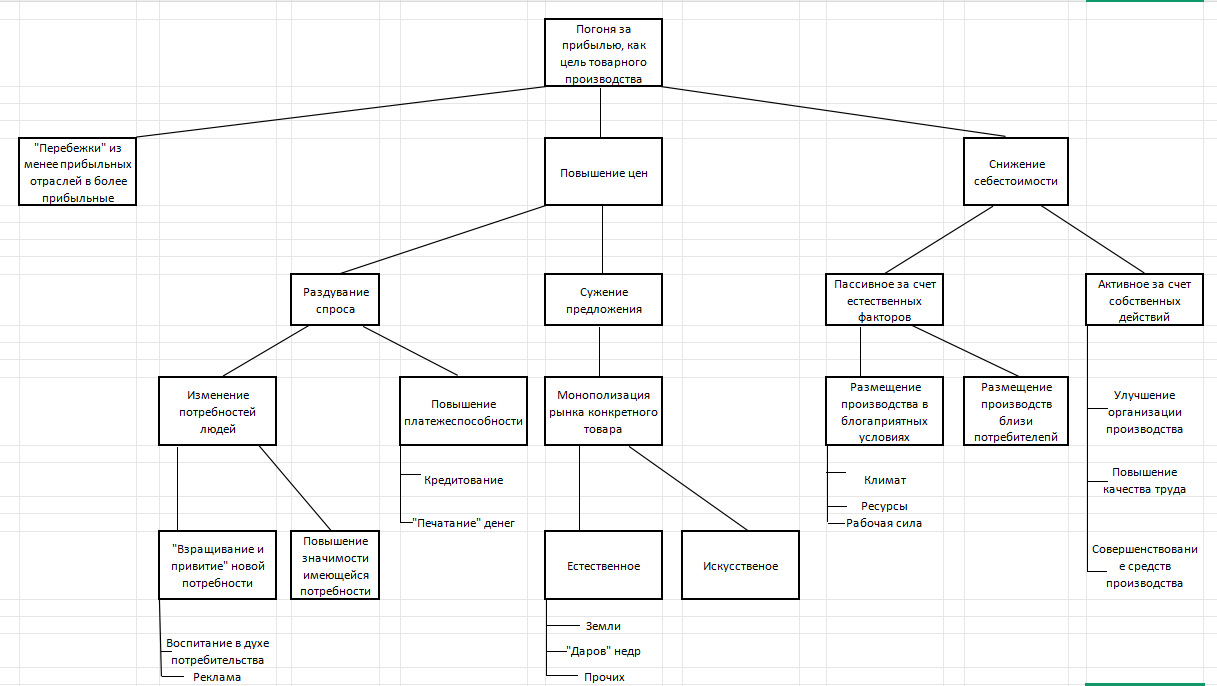 Погоня за
прибылью, как
цель товарного
производства
"Перебежки" из
менее прибыльных
отраслей в более
прибыльные
Повышение цен
Снижение
себестоимости
Раздувание
спроса
Сужение
предложения
Пассивное за счет
естественных
факторов
Активное за счет
собственных
действий
Изменение
потребностей
людей
Повышение
платежеспособности
Монополизация
рынка конкретного
товара
Размещение
производства в
блогаприятных
условиях
Размещение
производств
близи
потребителепй
Улучшение
организации
производства
Кредитование
"Печатание" денег
Климат
Ресурсы
Рабочая сила
Повышение
качества труда
"Взращивание и
привитие" новой
потребности
Повышение
значимости
имеющейся
потребности
Естественное
Искусственое
Совершенствовани
е средств
производства
Воспитание в духе
потребительства
Реклама
Земли
"Даров" недр
Прочих